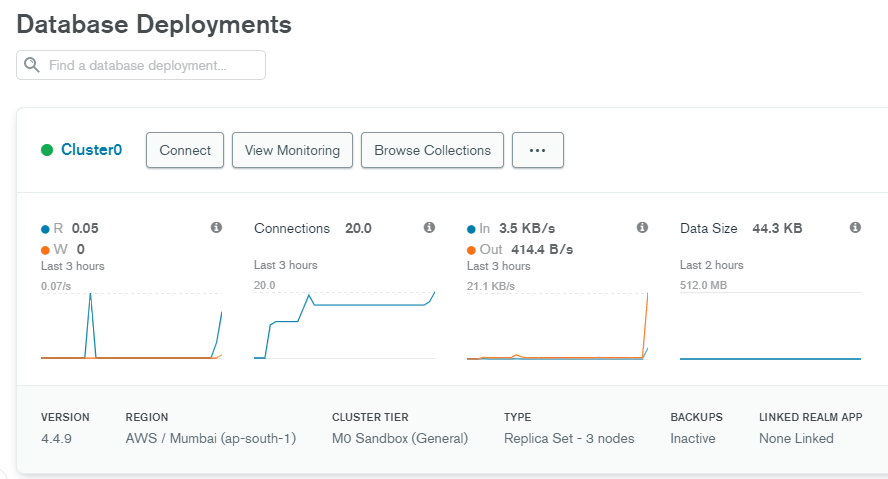 Database Deployments
Find a database deployment...
Cluster0
Connect
View Monitoring
Browse Collections
...
R 0.05
W 0
Last 3 hours
0.07/s
Connections 20.0
Last 3 hours
20.0
In 3.5 KB/s
Out 414.4 B/s
Last 3 hours
21.1 KB/s
Data Size 44.3 KB
Last 2 hours
512.0 MB
VERSION
4.4.9
REGION
AWS / Mumbai (ap-south-1)
CLUSTER TIER
M0 Sandbox (General)
TYPE
Replica Set - 3 nodes
BACKUPS
Inactive
LINKED REALM APP
None Linked